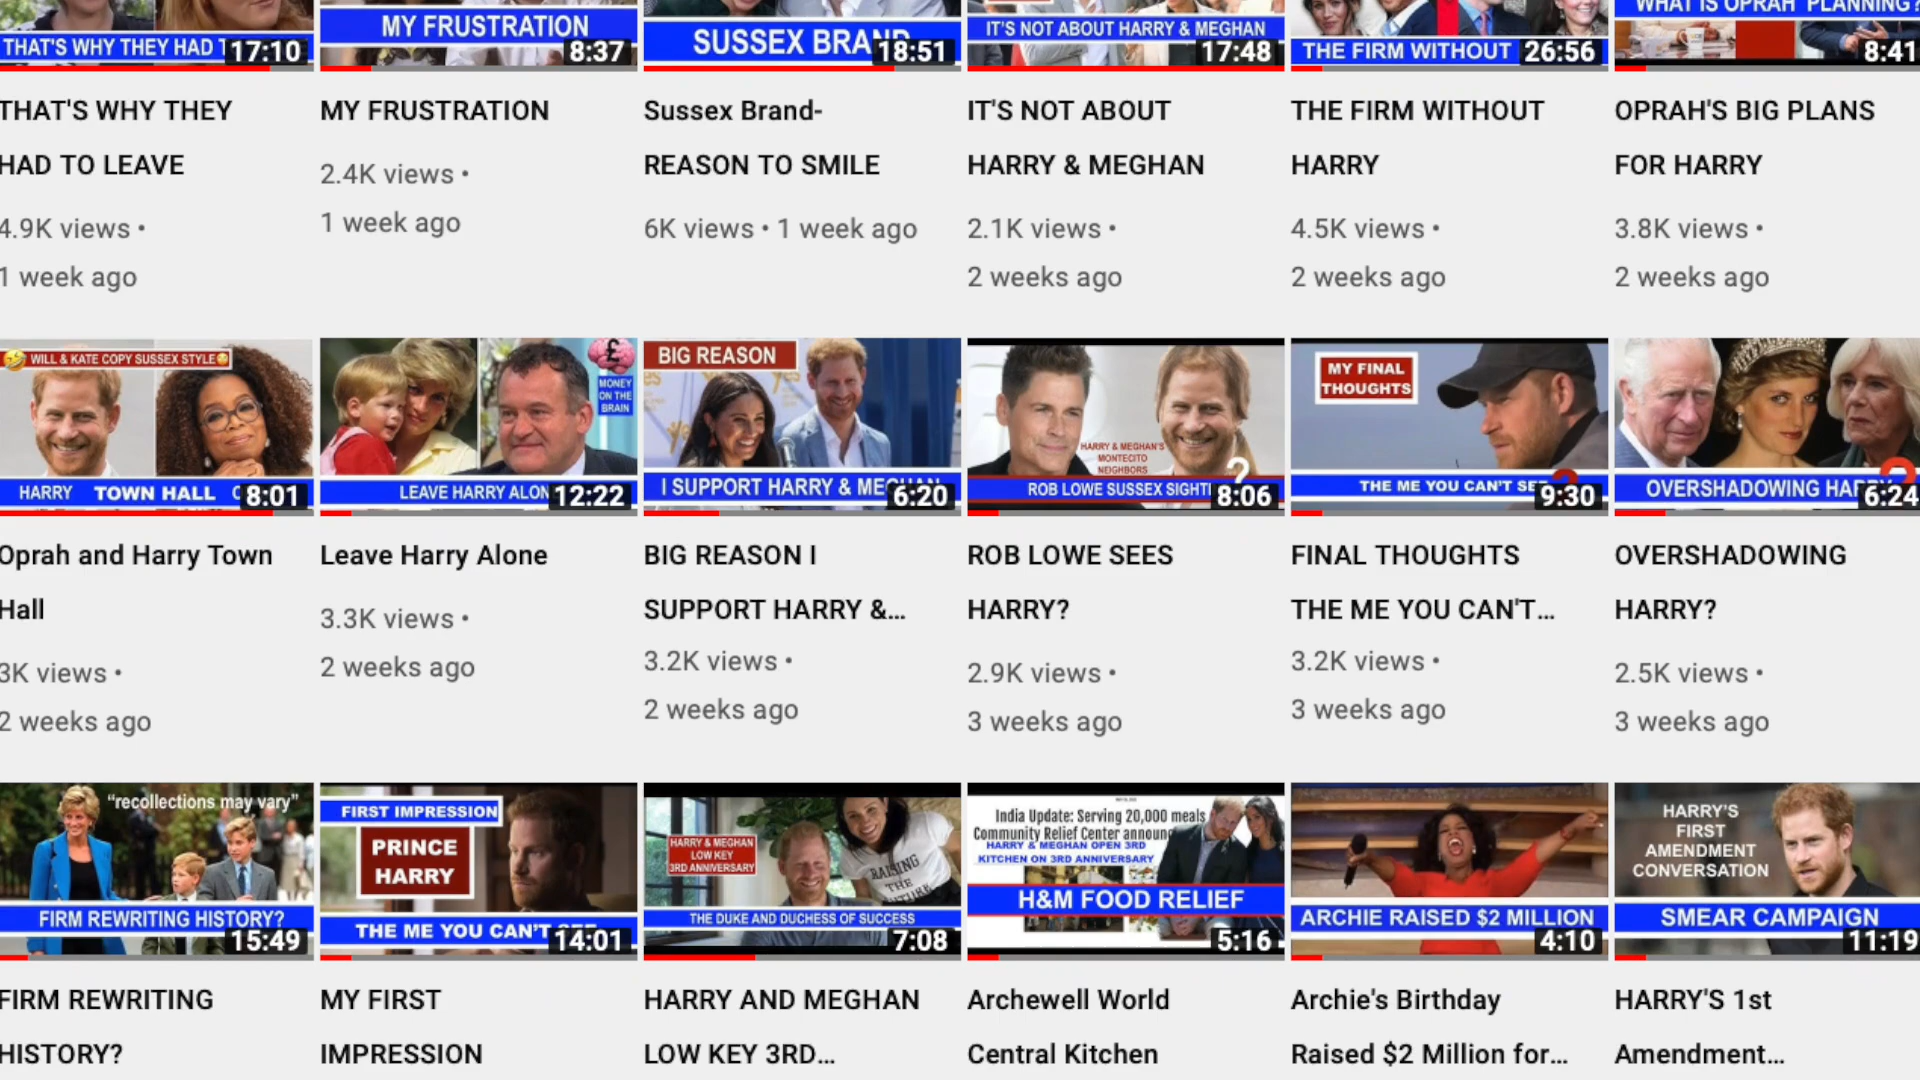 THAT'S WHY THEY HAD
17:10
MY FRUSTRATION
8:37
SUSSEX BRAND
18:51
IT'S NOT ABOUT HARRY & MEGHAN
17:48
THE FIRM WITHOUT
26:56
WHAT IS OPRAH PLANNING?
8:41
THAT'S WHY THEY
HAD TO LEAVE
4.9K views •
1 week ago
MY FRUSTRATION
2.4K views •
1 week ago
Sussex Brand-
REASON TO SMILE
6K views • 1 week ago
IT'S NOT ABOUT
HARRY & MEGHAN
2.1K views •
2 weeks ago
THE FIRM WITHOUT
HARRY
4.5K views •
2 weeks ago
OPRAH'S BIG PLANS
FOR HARRY
3.8K views •
2 weeks ago
🤣 WILL & KATE COPY SUSSEX STYLE
HARRY TOWN HALL
8:01
£
MONEY
ON THE
BRAIN
LEAVE HARRY ALON
12:22
BIG REASON
I SUPPORT HARRY & MEGHAN
6:20
HARRY & MEGHAN'S
MONTECITO
NEIGHBORS
?
ROB LOWE SUSSEX SIGHTI
8:06
MY FINAL
THOUGHTS
THE ME YOU CAN'T SEE
?
9:30
OVERSHADOWING HARRY
?
6:24
Oprah and Harry Town
Hall
3K views •
2 weeks ago
Leave Harry Alone
3.3K views •
2 weeks ago
BIG REASON I
SUPPORT HARRY &...
3.2K views •
2 weeks ago
ROB LOWE SEES
HARRY?
2.9K views •
3 weeks ago
FINAL THOUGHTS
THE ME YOU CAN'T...
3.2K views •
3 weeks ago
OVERSHADOWING
HARRY?
2.5K views •
3 weeks ago
"recollections may vary"
FIRM REWRITING HISTORY?
15:49
FIRST IMPRESSION
PRINCE
HARRY
THE ME YOU CAN'T SEE
14:01
HARRY & MEGHAN
LOW KEY
3RD ANNIVERSARY
RAISING
THE
FUTURE
THE DUKE AND DUCHESS OF SUCCESS
7:08
India Update: Serving 20,000 meals
Community Relief Center announ
HARRY & MEGHAN OPEN 3RD
KITCHEN ON 3RD ANNIVERSARY
H&M FOOD RELIEF
5:16
ARCHIE RAISED $2 MILLION
4:10
HARRY'S
FIRST
AMENDMENT
CONVERSATION
SMEAR CAMPAIGN
11:19
FIRM REWRITING
HISTORY?
MY FIRST
IMPRESSION
HARRY AND MEGHAN
LOW KEY 3RD...
Archewell World
Central Kitchen
Archie's Birthday
Raised $2 Million for...
HARRY'S 1st
Amendment...